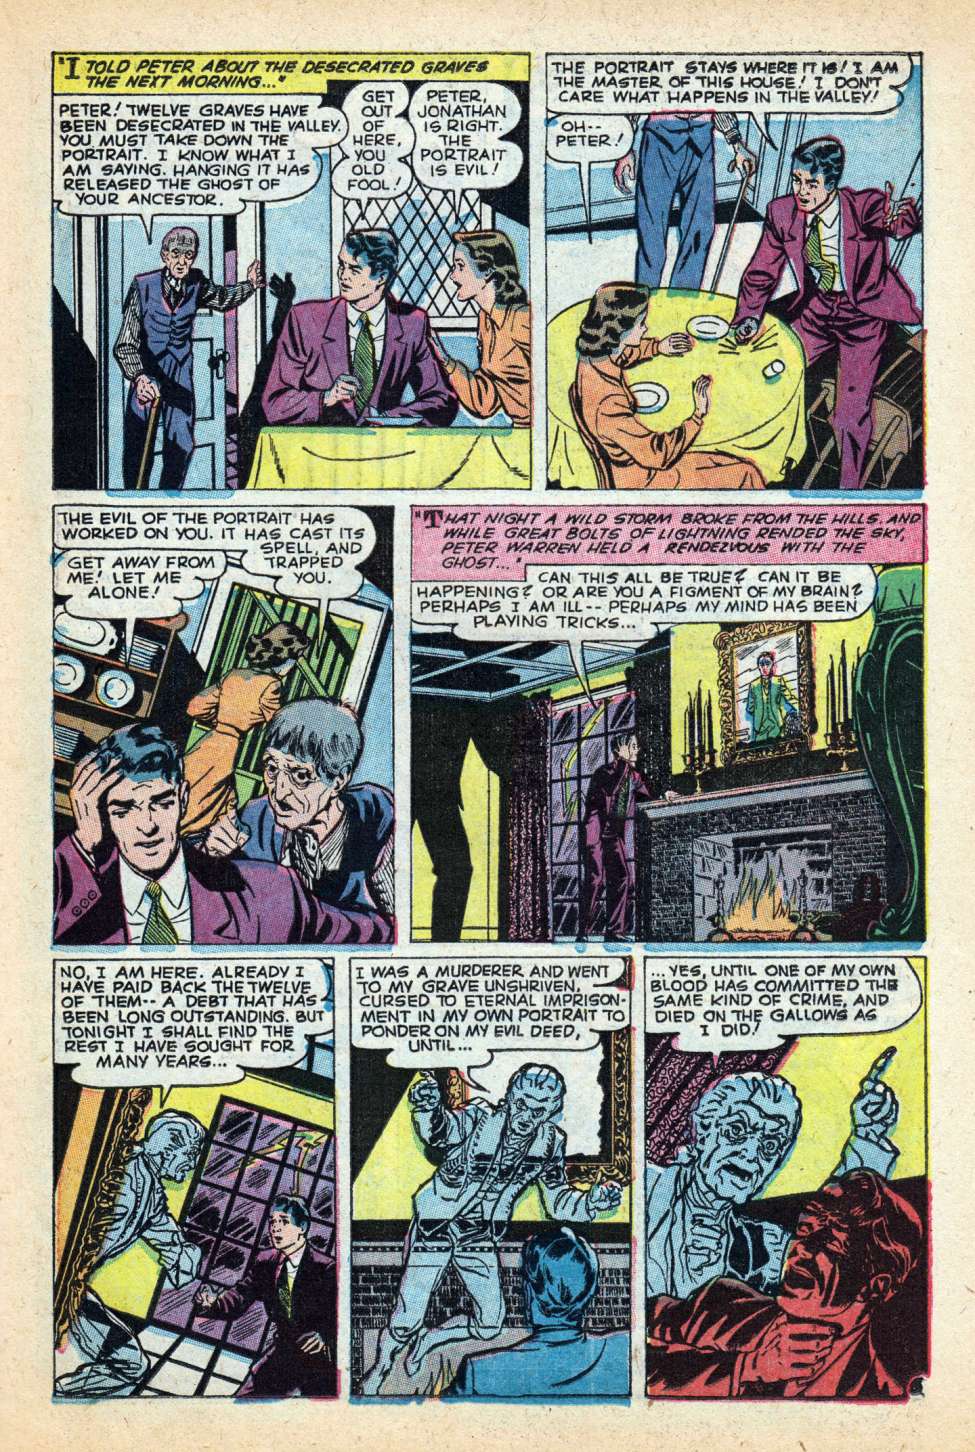 "I TOLD PETER ABOUT THE DESECRATED GRAVES
THE NEXT MORNING..."
PETER! TWELVE GRAVES HAVE
BEEN DESECRATED IN THE VALLEY.
YOU MUST TAKE DOWN THE
PORTRAIT. I KNOW WHAT I
AM SAYING. HANGING IT HAS
RELEASED THE GHOST OF
YOUR ANCESTOR.
GET
OUT
OF
HERE,
YOU
OLD
FOOL!
PETER,
JONATHAN
IS RIGHT.
THE
PORTRAIT
IS EVIL!
THE PORTRAIT STAYS WHERE IT IS! I AM
THE MASTER OF THIS HOUSE! I DON'T
CARE WHAT HAPPENS IN THE VALLEY!
OH--
PETER!
THE EVIL OF THE PORTRAIT HAS
WORKED ON YOU. IT HAS CAST ITS
SPELL, AND
TRAPPED
YOU.
GET AWAY FROM
ME! LET ME
ALONE!
"THAT NIGHT A WILD STORM BROKE FROM THE HILLS, AND
WHILE GREAT BOLTS OF LIGHTNING RENDED THE SKY,
PETER WARREN HELD A RENDEZVOUS WITH THE
GHOST..."
CAN THIS ALL BE TRUE? CAN IT BE
HAPPENING? OR ARE YOU A FIGMENT OF MY BRAIN?
PERHAPS I AM ILL-- PERHAPS MY MIND HAS BEEN
PLAYING TRICKS...
NO, I AM HERE. ALREADY I
HAVE PAID BACK THE TWELVE
OF THEM-- A DEBT THAT HAS
BEEN LONG OUTSTANDING. BUT
TONIGHT I SHALL FIND THE
REST I HAVE SOUGHT FOR
MANY YEARS...
I WAS A MURDERER AND WENT
TO MY GRAVE UNSHRIVEN,
CURSED TO ETERNAL IMPRISON-
MENT IN MY OWN PORTRAIT TO
PONDER ON MY EVIL DEED,
UNTIL...
...YES, UNTIL ONE OF MY OWN
BLOOD HAS COMMITTED THE
SAME KIND OF CRIME, AND
DIED ON THE GALLOWS AS
I DID!